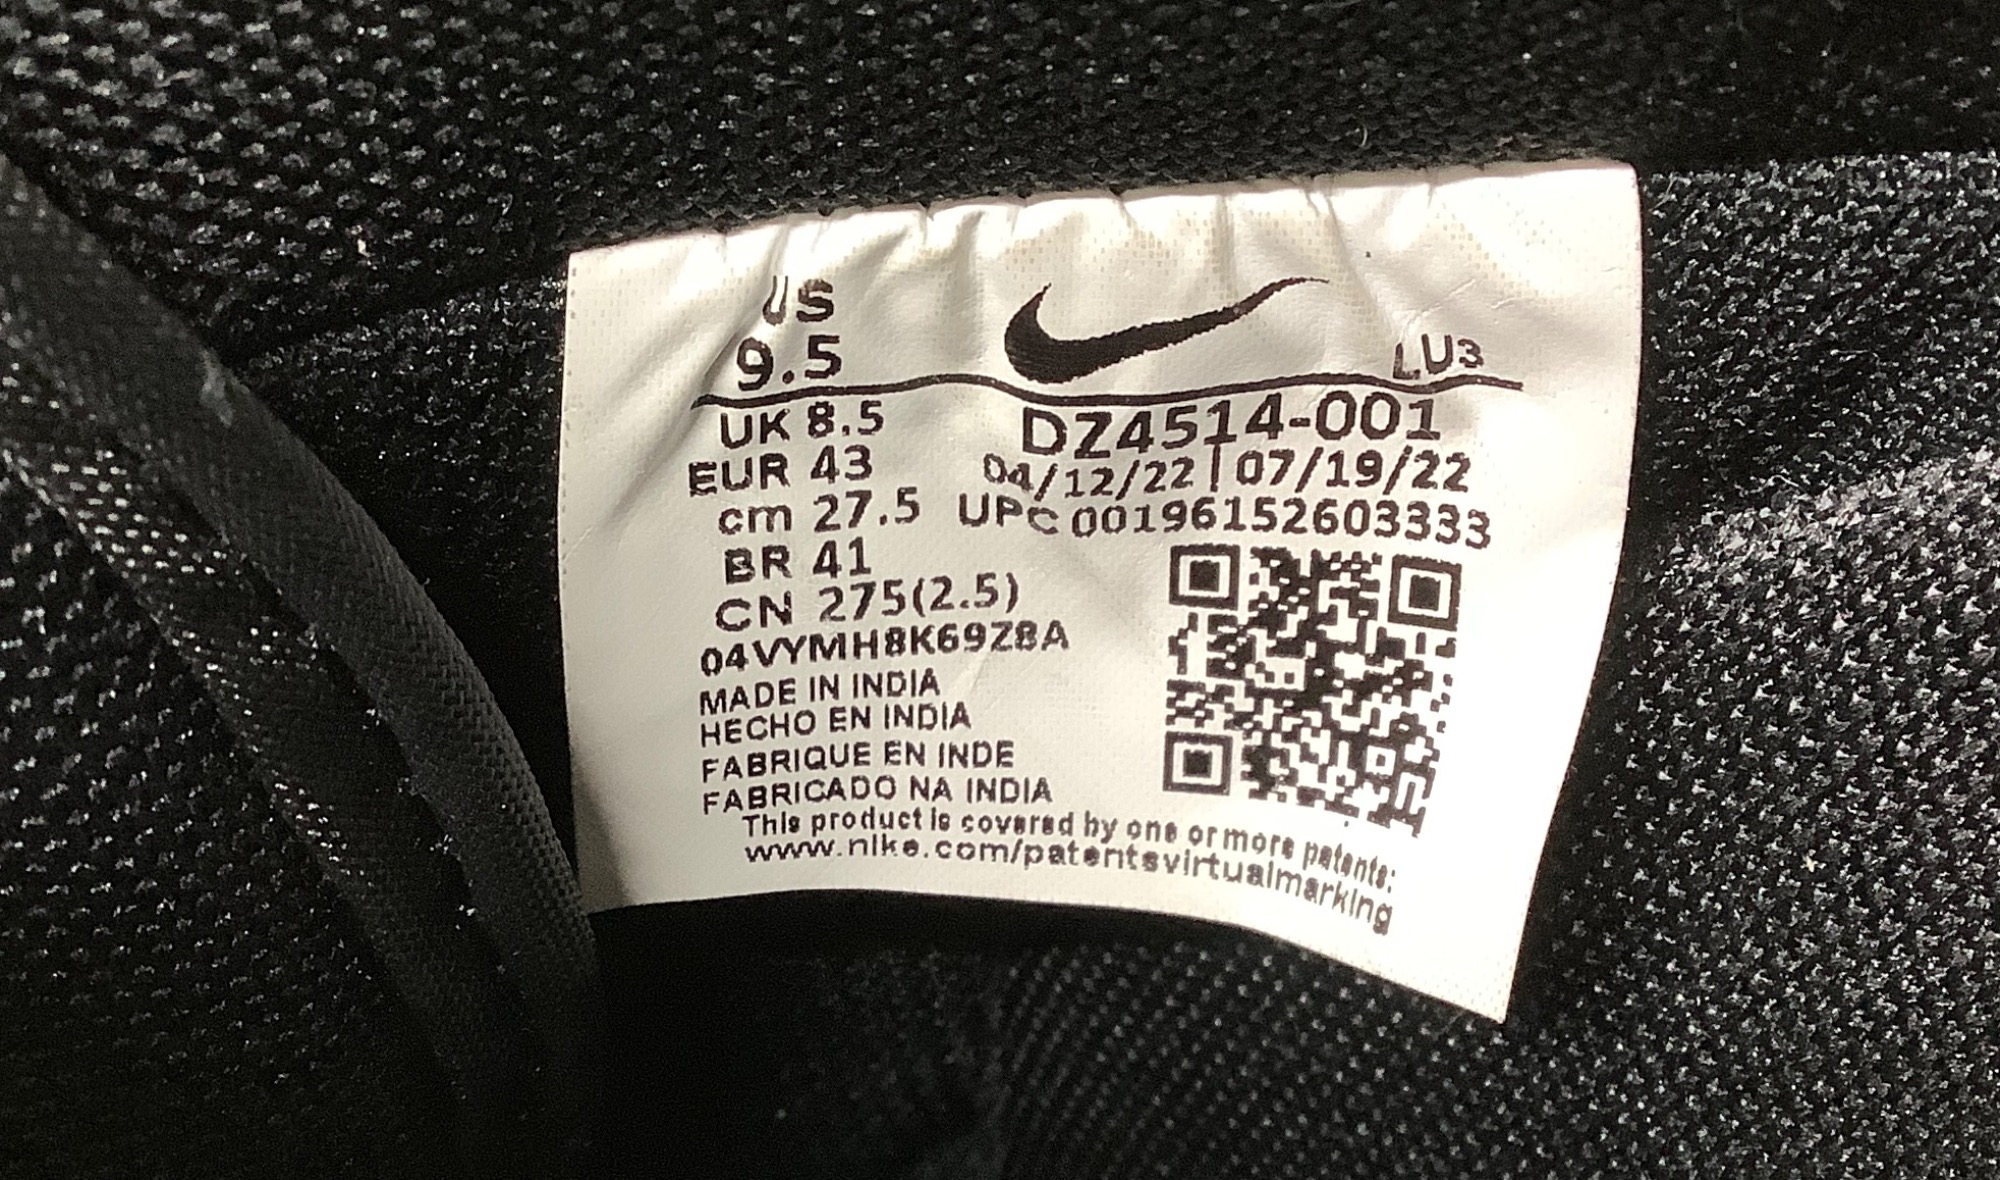 US
9.5
LU3
UK 8.5
EUR 43
cm 27.5
BR 41
CN 275(2.5)
DZ4514-001
04/12/22 | 07/19/22
UPC 00196152603333
04VYMH8K69Z8A
MADE IN INDIA
HECHO EN INDIA
FABRIQUE EN INDE
FABRICADO NA INDIA
This product is covered by one or more patents:
www.nike.com/patentsvirtualmarking